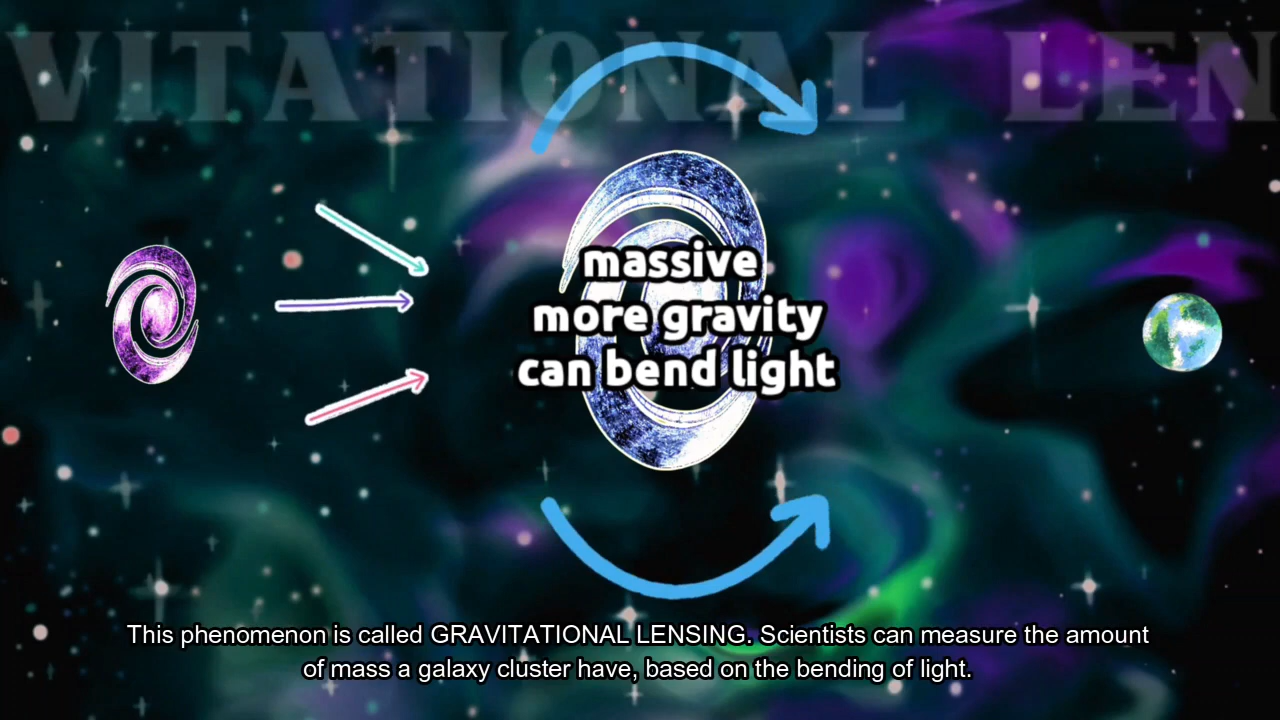 VITATIONAL LEN
massive
more gravity
can bend light
This phenomenon is called GRAVITATIONAL LENSING. Scientists can measure the amount
of mass a galaxy cluster have, based on the bending of light.